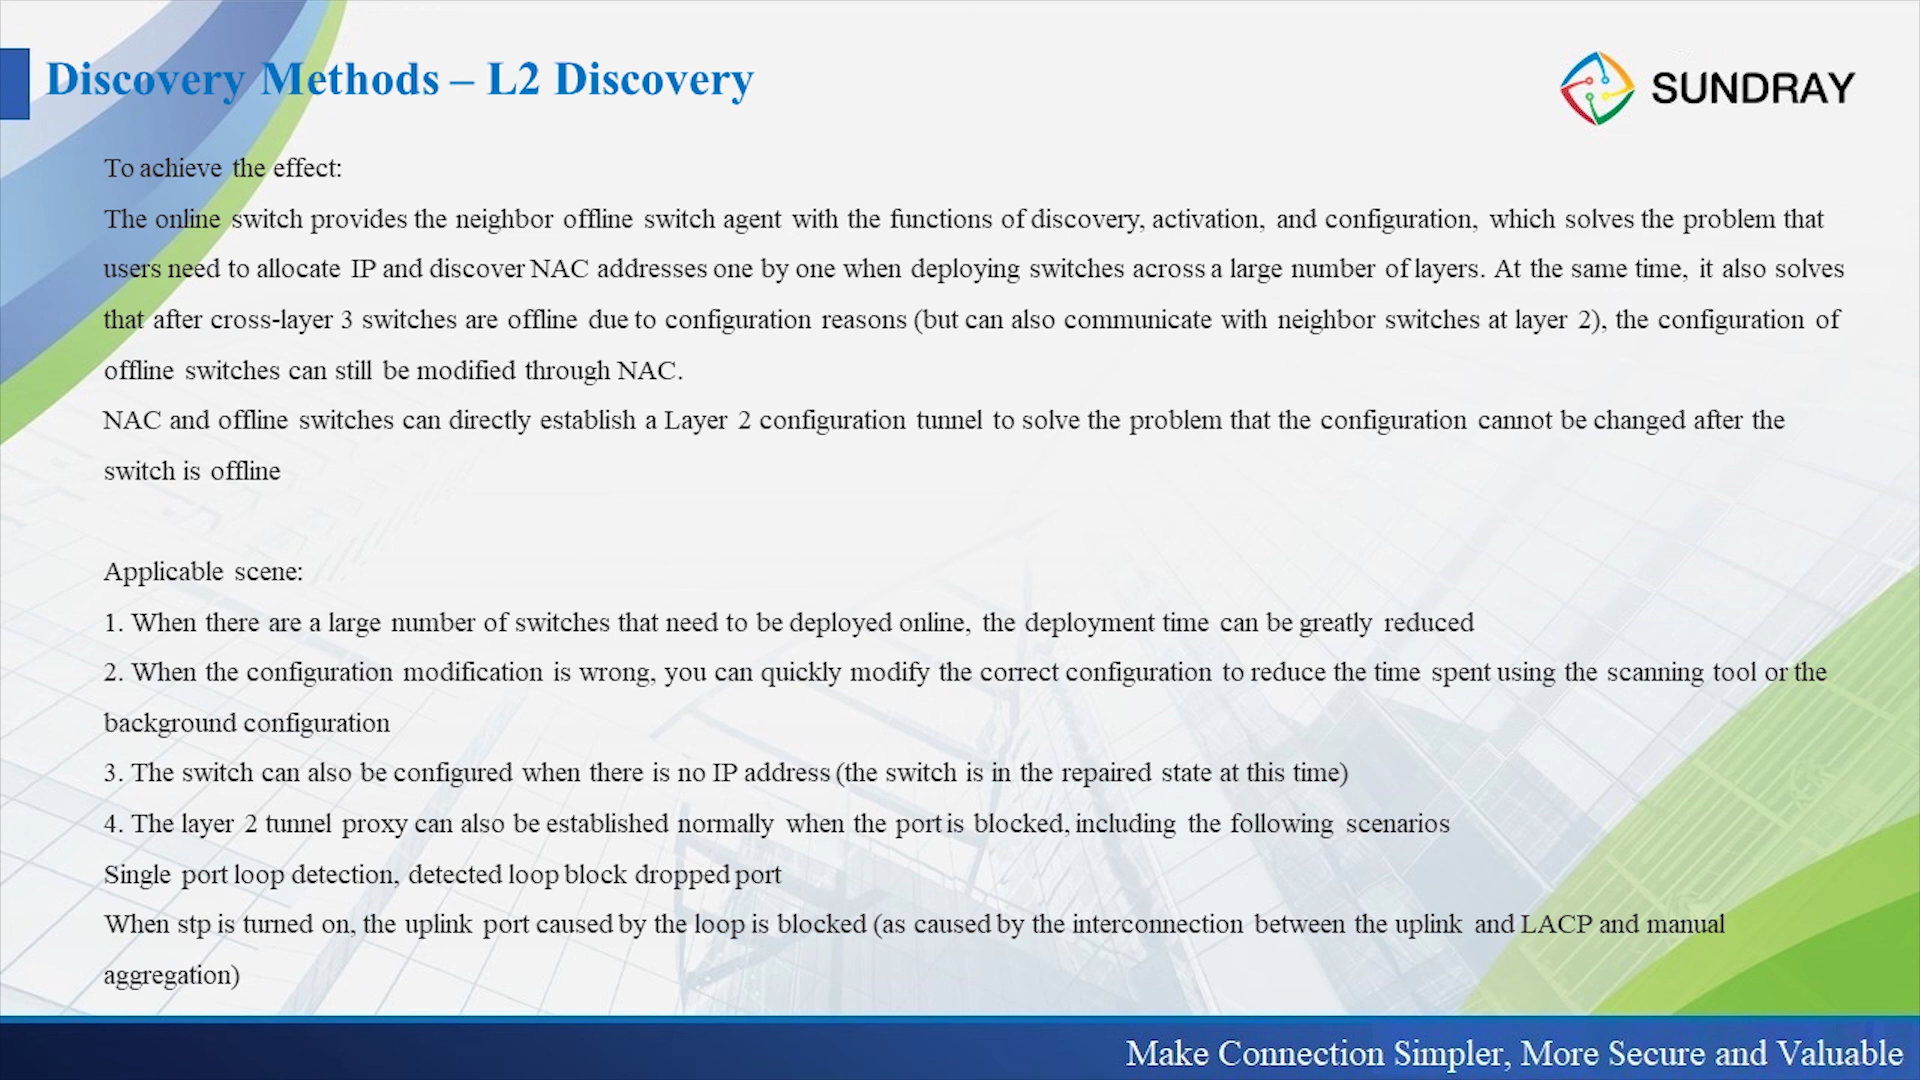 Discovery Methods – L2 Discovery
SUNDRAY
To achieve the effect:
The online switch provides the neighbor offline switch agent with the functions of discovery, activation, and configuration, which solves the problem that
users need to allocate IP and discover NAC addresses one by one when deploying switches across a large number of layers. At the same time, it also solves
that after cross-layer 3 switches are offline due to configuration reasons (but can also communicate with neighbor switches at layer 2), the configuration of
offline switches can still be modified through NAC.
NAC and offline switches can directly establish a Layer 2 configuration tunnel to solve the problem that the configuration cannot be changed after the
switch is offline
Applicable scene:
1. When there are a large number of switches that need to be deployed online, the deployment time can be greatly reduced
2. When the configuration modification is wrong, you can quickly modify the correct configuration to reduce the time spent using the scanning tool or the
background configuration
3. The switch can also be configured when there is no IP address (the switch is in the repaired state at this time)
4. The layer 2 tunnel proxy can also be established normally when the port is blocked, including the following scenarios
Single port loop detection, detected loop block dropped port
When stp is turned on, the uplink port caused by the loop is blocked (as caused by the interconnection between the uplink and LACP and manual
aggregation)
Make Connection Simpler, More Secure and Valuable